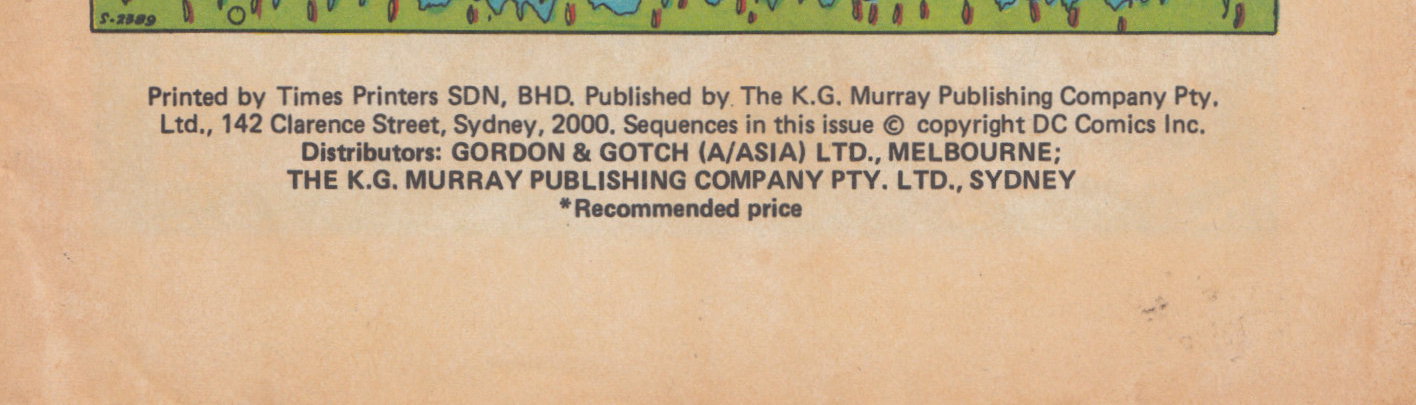 S-2389
Printed by Times Printers SDN, BHD. Published by. The K.G. Murray Publishing Company Pty.
Ltd., 142 Clarence Street, Sydney, 2000. Sequences in this issue © copyright DC Comics Inc.
Distributors: GORDON & GOTCH (A/ASIA) LTD., MELBOURNE;
THE K.G. MURRAY PUBLISHING COMPANY PTY. LTD., SYDNEY
*Recommended price